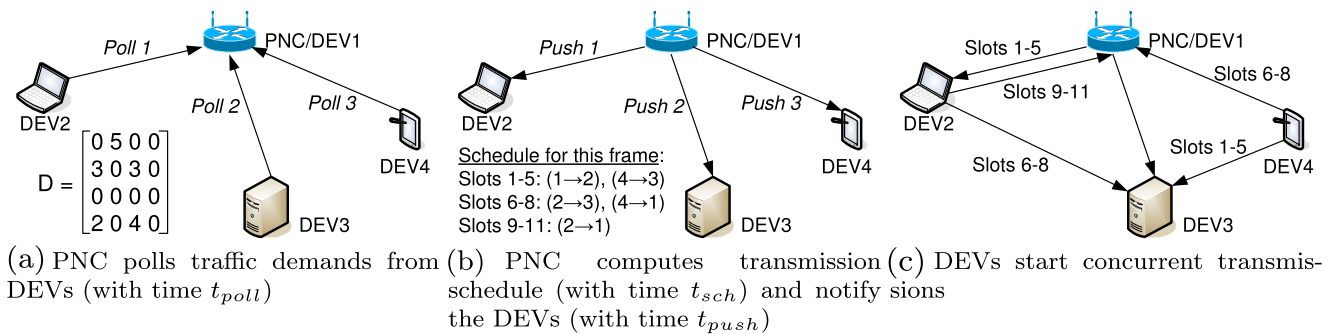 Poll 1
PNC/DEV1
Poll 2
Poll 3
DEV2
DEV4
D =
0 5 0 0
3 0 3 0
0 0 0 0
2 0 4 0
DEV3
(a) PNC polls traffic demands from
DEVs (with time t_poll)
Push 1
PNC/DEV1
Push 2
Push 3
DEV2
DEV4
Schedule for this frame:
Slots 1-5: (1→2), (4→3)
Slots 6-8: (2→3), (4→1)
Slots 9-11: (2→1)
DEV3
(b) PNC computes transmission
schedule (with time t_sch) and notify
the DEVs (with time t_push)
Slots 1-5
PNC/DEV1
Slots 6-8
Slots 9-11
DEV2
DEV4
Slots 6-8
Slots 1-5
DEV3
(c) DEVs start concurrent transmis-
sions